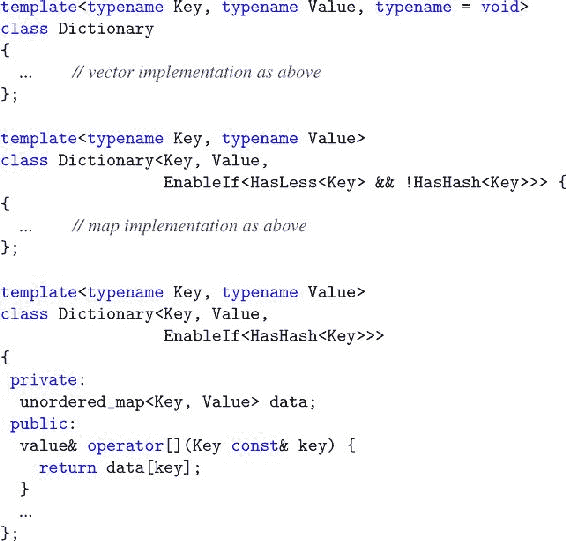 template<typename Key, typename Value, typename = void>
class Dictionary
{
  ...    // vector implementation as above
};

template<typename Key, typename Value>
class Dictionary<Key, Value,
                 EnableIf<HasLess<Key> && !HasHash<Key>>> {
{
  ...    // map implementation as above
};

template<typename Key, typename Value>
class Dictionary<Key, Value,
                 EnableIf<HasHash<Key>>>
{
 private:
  unordered_map<Key, Value> data;
 public:
  value& operator[](Key const& key) {
    return data[key];
  }
  ...
};